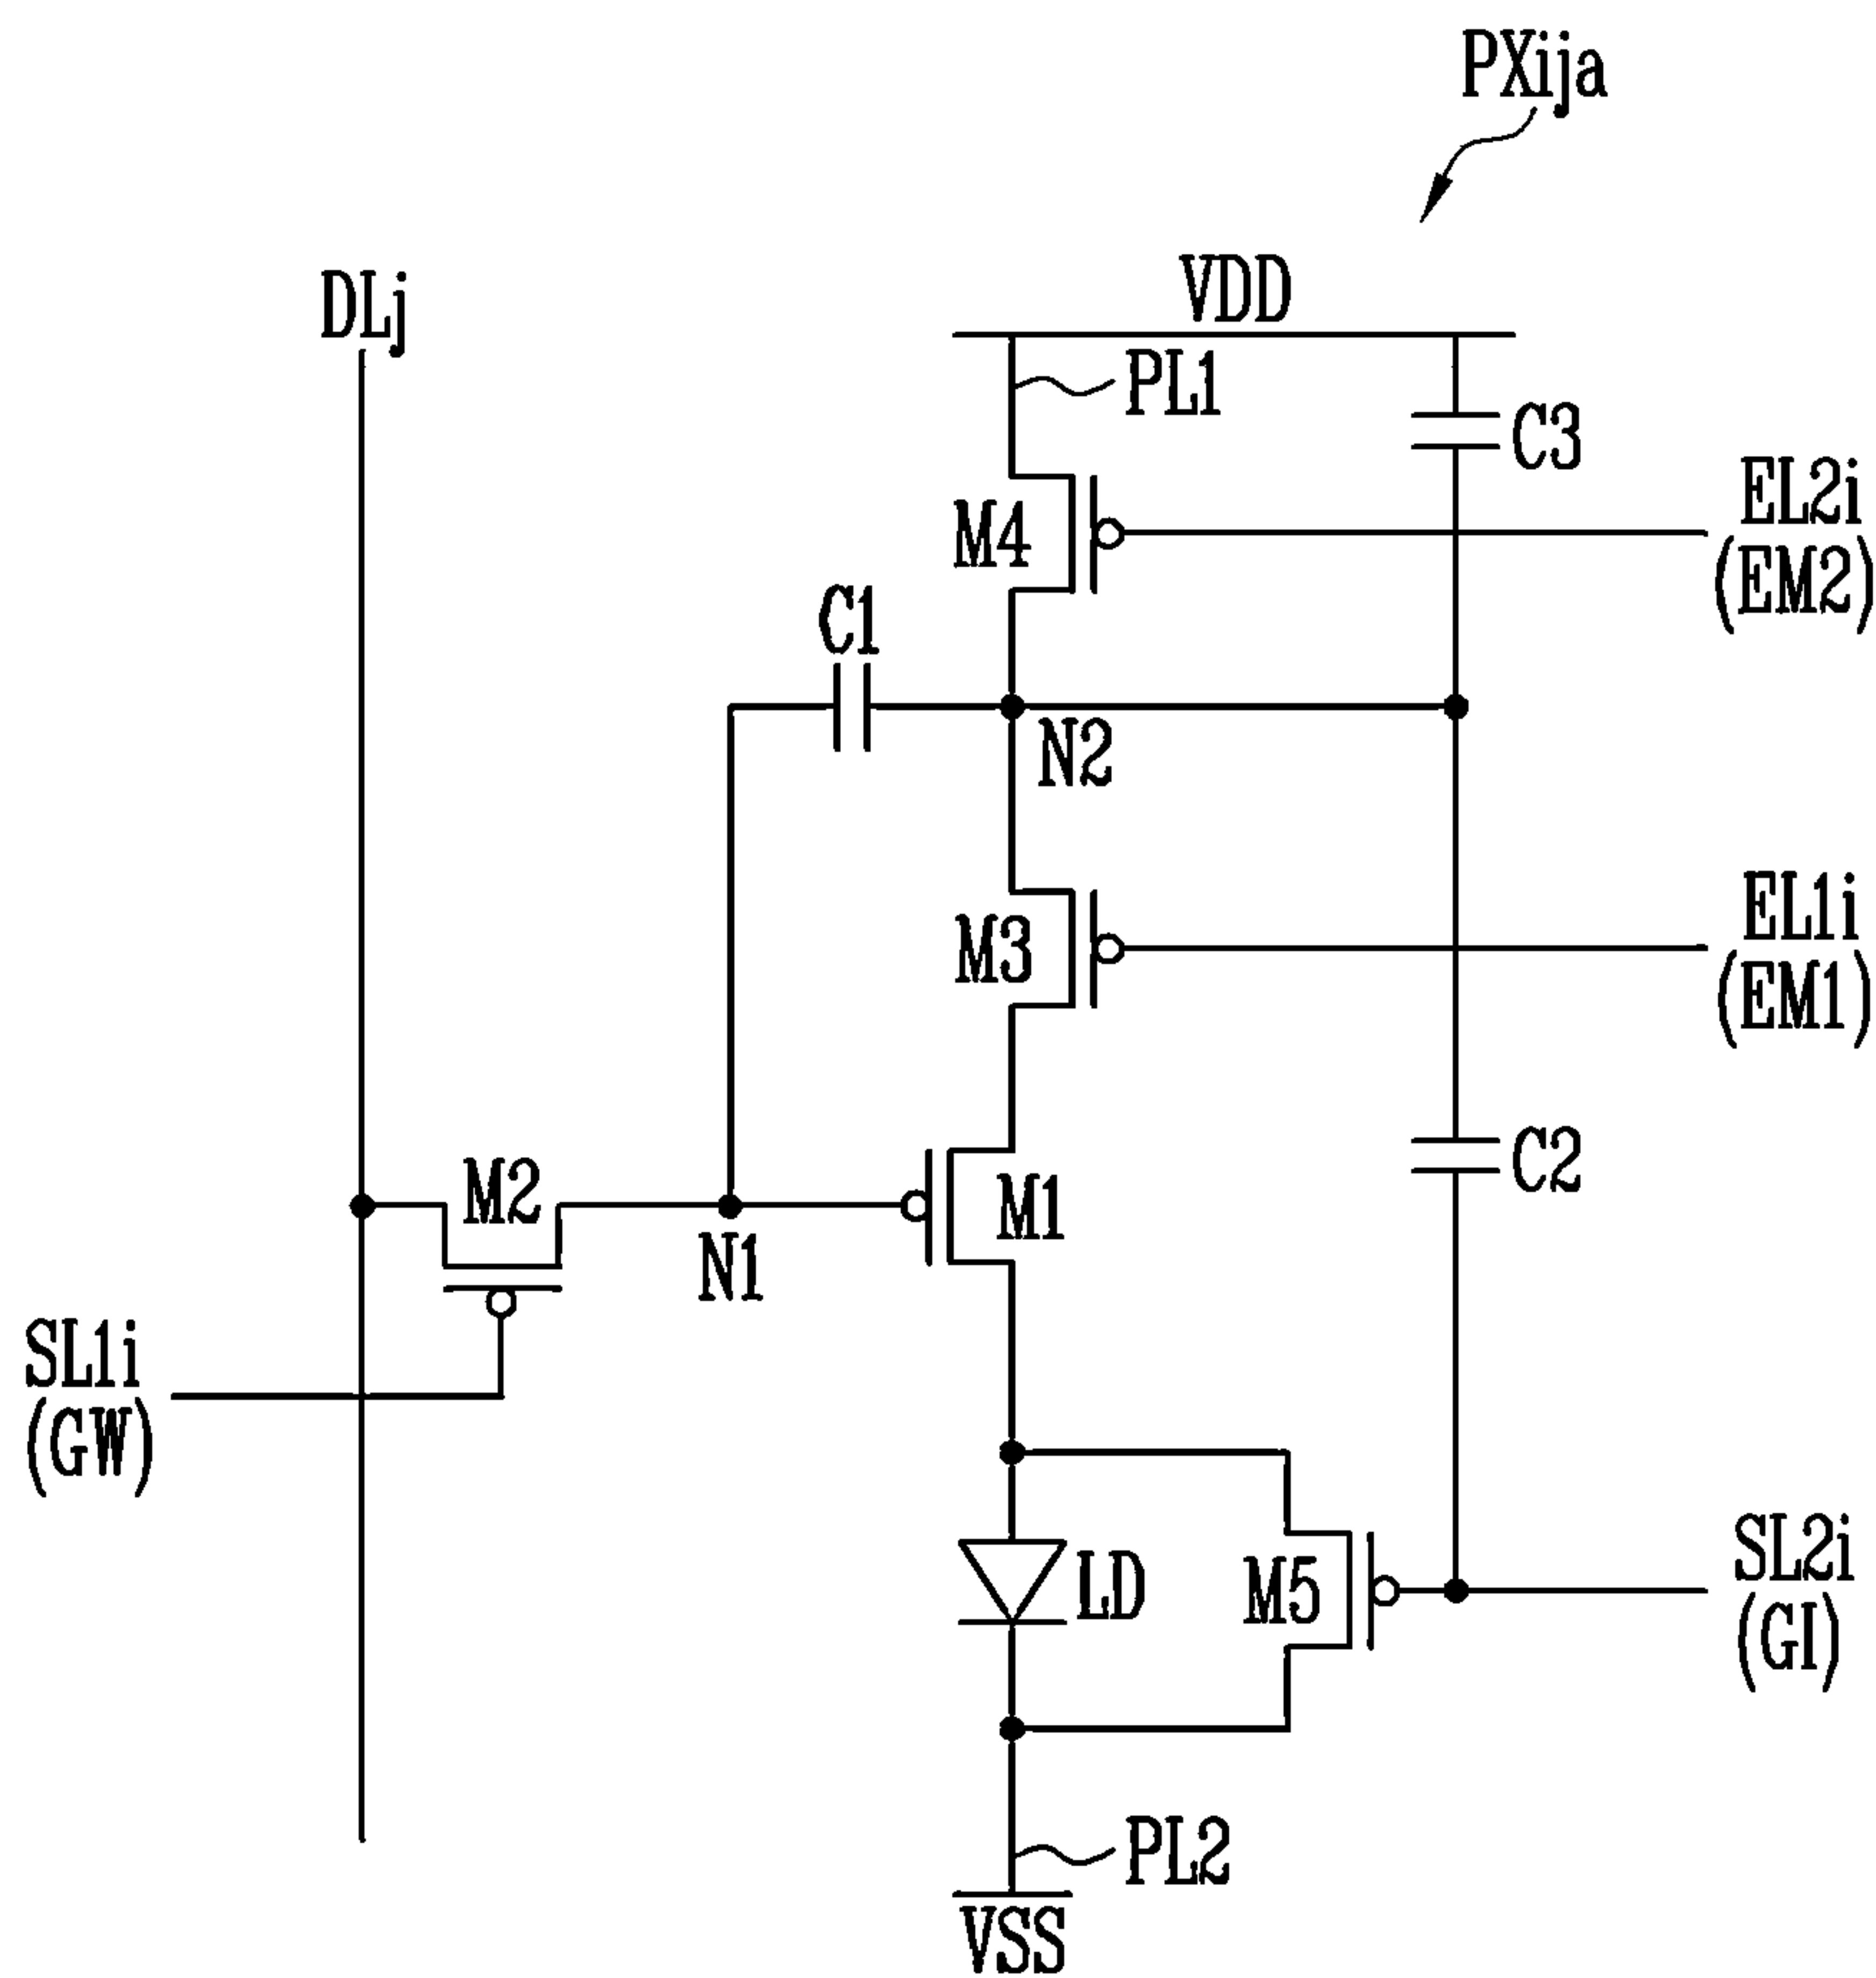 PXija
DLj
VDD
PL1
C3
EL2i
(EM2)
M4
C1
N2
EL1i
(EM1)
M3
C2
M2
M1
N1
SL1i
(GW)
SL2i
(GI)
LD
M5
PL2
VSS